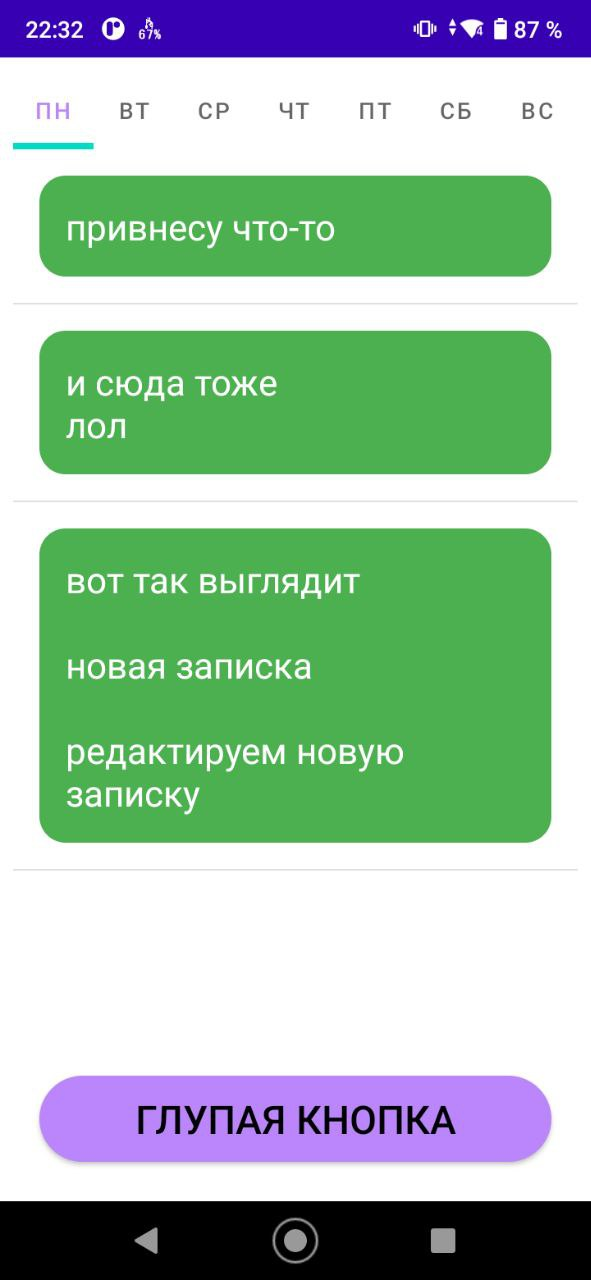 22:32 67% 4 87 %
ПН ВТ СР ЧТ ПТ СБ ВС
привнесу что-то
и сюда тоже
лол
вот так выглядит
новая записка
редактируем новую
записку
ГЛУПАЯ КНОПКА